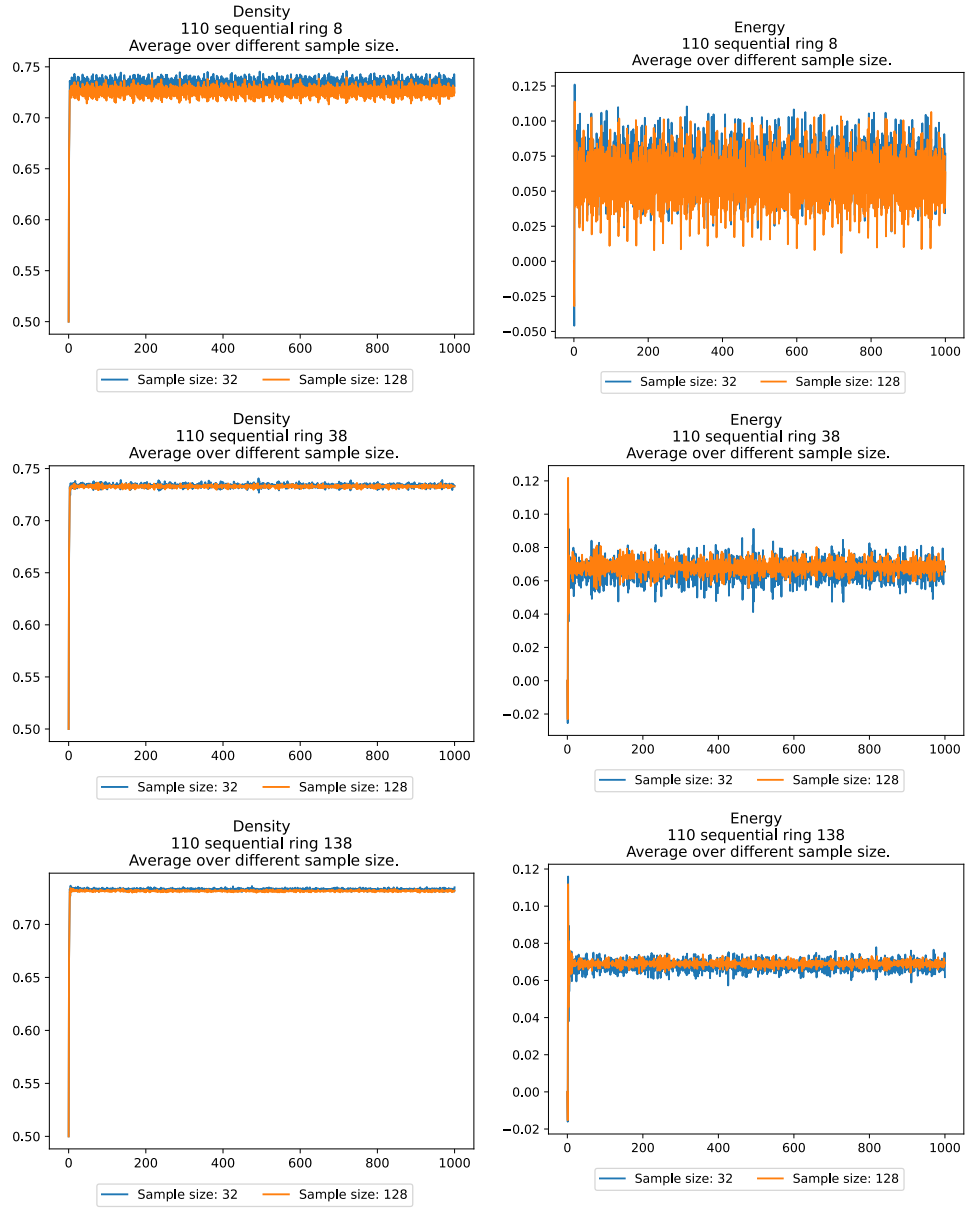 Density
110 sequential ring 8
Average over different sample size.
0.75
0.70
0.65
0.60
0.55
0.50
0 200 400 600 800 1000
Sample size: 32 Sample size: 128
Energy
110 sequential ring 8
Average over different sample size.
0.125
0.100
0.075
0.050
0.025
0.000
−0.025
−0.050
0 200 400 600 800 1000
Sample size: 32 Sample size: 128
Density
110 sequential ring 38
Average over different sample size.
0.75
0.70
0.65
0.60
0.55
0.50
0 200 400 600 800 1000
Sample size: 32 Sample size: 128
Energy
110 sequential ring 38
Average over different sample size.
0.12
0.10
0.08
0.06
0.04
0.02
0.00
−0.02
0 200 400 600 800 1000
Sample size: 32 Sample size: 128
Density
110 sequential ring 138
Average over different sample size.
0.70
0.65
0.60
0.55
0.50
0 200 400 600 800 1000
Sample size: 32 Sample size: 128
Energy
110 sequential ring 138
Average over different sample size.
0.12
0.10
0.08
0.06
0.04
0.02
0.00
−0.02
0 200 400 600 800 1000
Sample size: 32 Sample size: 128